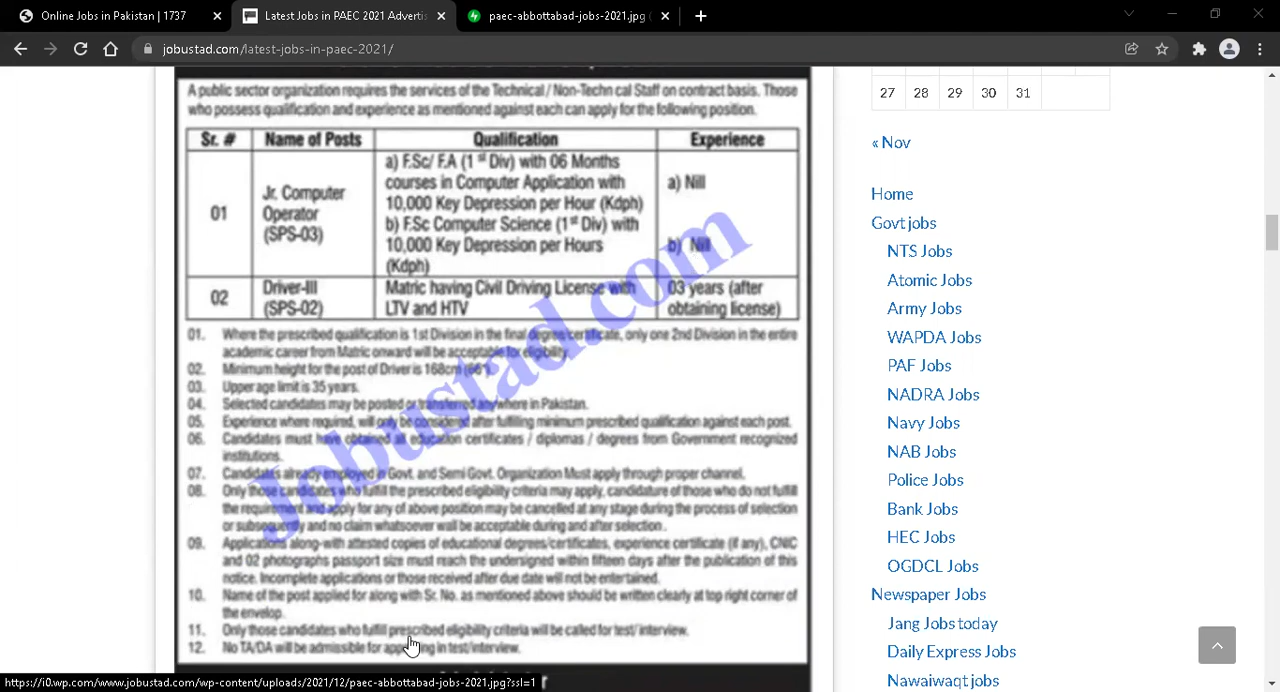 Online Jobs in Pakistan | 1737
Latest Jobs in PAEC 2021 Advertis
paec-abbottabad-jobs-2021.jpg (
jobustad.com/latest-jobs-in-paec-2021/
A public sector organization requires the services of the Technical / Non-Technical Staff on contract basis. Those
who possess qualification and experience as mentioned against each can apply for the following position.
Sr. # Name of Posts Qualification Experience
01 Jr. Computer Operator (SPS-03)
a) F.Sc/ F.A (1st Div) with 06 Months
courses in Computer Application with
10,000 Key Depression per Hour (Kdph)
b) F.Sc Computer Science (1st Div) with
10,000 Key Depression per Hours
(Kdph)
a) Nill
b) Nill
02 Driver-III (SPS-02)
Matric having Civil Driving License with
LTV and HTV
03 years (after
obtaining license)
01. Where the prescribed qualification is 1st Division in the final degree/certificate, only one 2nd Division in the entire
academic career from Matric onward will be acceptable for eligibility.
02. Minimum height for the post of Driver is 168cm (66").
03. Upper age limit is 35 years.
04. Selected candidates may be posted or transferred anywhere in Pakistan.
05. Experience where required, will only be considered after fulfilling minimum prescribed qualification against each post.
06. Candidates must have obtained all education certificates / diplomas / degrees from Government recognized
institutions.
07. Candidates already employed in Govt. and Semi Govt. Organization Must apply through proper channel.
08. Only those candidates who fulfill the prescribed eligibility criteria may apply, candidature of those who do not fulfill
the requirement and apply for any of above position may be cancelled at any stage during the process of selection
or subsequently and no claim whatsoever wall be acceptable during and after selection.
09. Applications along-with attested copies of educational degrees/certificates, experience certificate (if any), CNIC
and 02 photographs passport size must reach the undersigned within fifteen days after the publication of this
notice. Incomplete applications or those received after due date will not be entertained.
10. Name of the post applied for along with Sr. No. as mentioned above should be written clearly at top right corner of
the envelop.
11. Only those candidates who fulfill prescribed eligibility criteria will be called for test/interview.
12. No TA/DA will be admissible for appearing in test/interview.
Jobustad.com
27 28 29 30 31
« Nov
Home
Govt jobs
NTS Jobs
Atomic Jobs
Army Jobs
WAPDA Jobs
PAF Jobs
NADRA Jobs
Navy Jobs
NAB Jobs
Police Jobs
Bank Jobs
HEC Jobs
OGDCL Jobs
Newspaper Jobs
Jang Jobs today
Daily Express Jobs
Nawaiwaqt jobs
https://i0.wp.com/www.jobustad.com/wp-content/uploads/2021/12/paec-abbottabad-jobs-2021.jpg?ssl=1